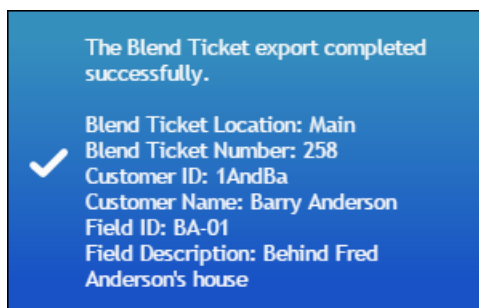 The Blend Ticket export completed
successfully.
Blend Ticket Location: Main
Blend Ticket Number: 258
Customer ID: 1AndBa
Customer Name: Barry Anderson
Field ID: BA-01
Field Description: Behind Fred
Anderson's house